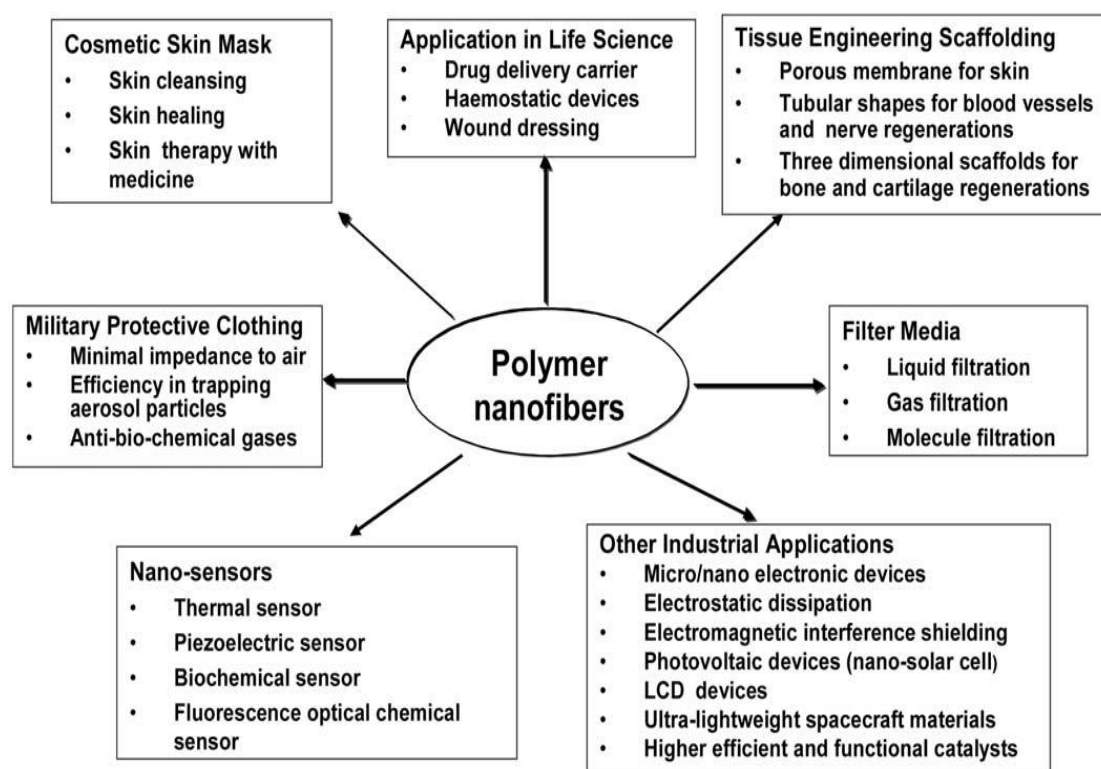 Cosmetic Skin Mask
• Skin cleansing
• Skin healing
• Skin therapy with
medicine
Application in Life Science
• Drug delivery carrier
• Haemostatic devices
• Wound dressing
Tissue Engineering Scaffolding
• Porous membrane for skin
• Tubular shapes for blood vessels
and nerve regenerations
• Three dimensional scaffolds for
bone and cartilage regenerations
Military Protective Clothing
• Minimal impedance to air
• Efficiency in trapping
aerosol particles
• Anti-bio-chemical gases
Polymer
nanofibers
Filter Media
• Liquid filtration
• Gas filtration
• Molecule filtration
Nano-sensors
• Thermal sensor
• Piezoelectric sensor
• Biochemical sensor
• Fluorescence optical chemical
sensor
Other Industrial Applications
• Micro/nano electronic devices
• Electrostatic dissipation
• Electromagnetic interference shielding
• Photovoltaic devices (nano-solar cell)
• LCD devices
• Ultra-lightweight spacecraft materials
• Higher efficient and functional catalysts